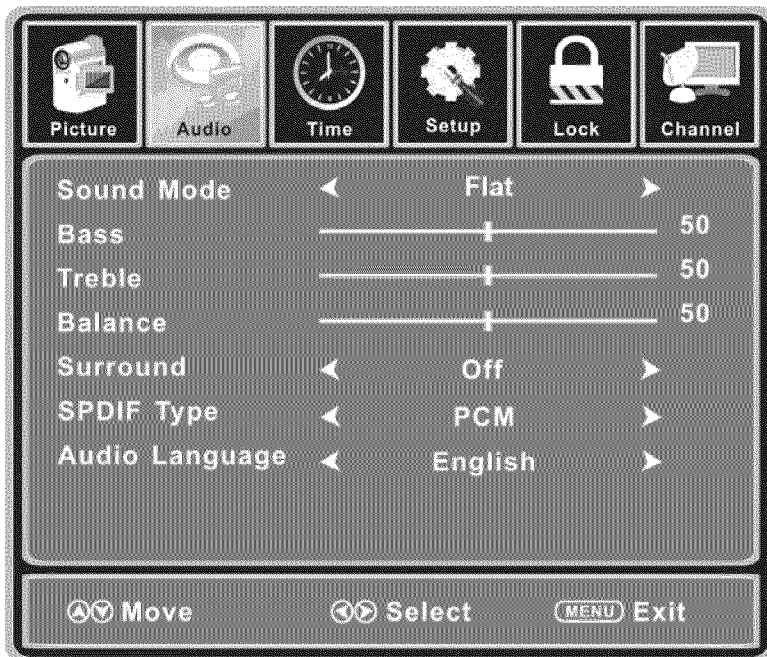 Picture Audio Time Setup Lock Channel
Sound Mode Flat
Bass 50
Treble 50
Balance 50
Surround Off
SPDIF Type PCM
Audio Language English
Move Select MENU Exit